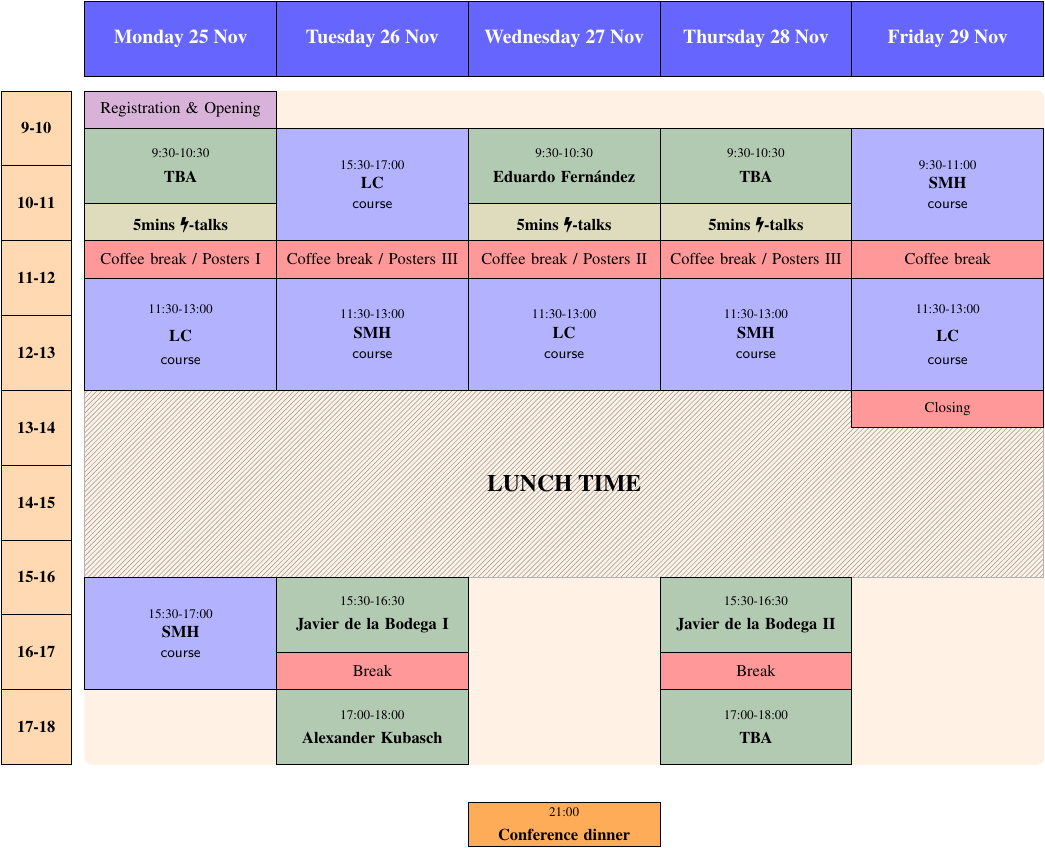 Monday 25 Nov Tuesday 26 Nov Wednesday 27 Nov Thursday 28 Nov Friday 29 Nov
9-10
10-11
11-12
12-13
13-14
14-15
15-16
16-17
17-18
Registration & Opening
9:30-10:30
TBA
5mins ϟ-talks
Coffee break / Posters I
11:30-13:00
LC
course
15:30-17:00
SMH
course
15:30-17:00
LC
course
Coffee break / Posters III
11:30-13:00
SMH
course
15:30-16:30
Javier de la Bodega I
Break
17:00-18:00
Alexander Kubasch
9:30-10:30
Eduardo Fernández
5mins ϟ-talks
Coffee break / Posters II
11:30-13:00
LC
course
LUNCH TIME
21:00
Conference dinner
9:30-10:30
TBA
5mins ϟ-talks
Coffee break / Posters III
11:30-13:00
SMH
course
15:30-16:30
Javier de la Bodega II
Break
17:00-18:00
TBA
9:30-11:00
SMH
course
Coffee break
11:30-13:00
LC
course
Closing